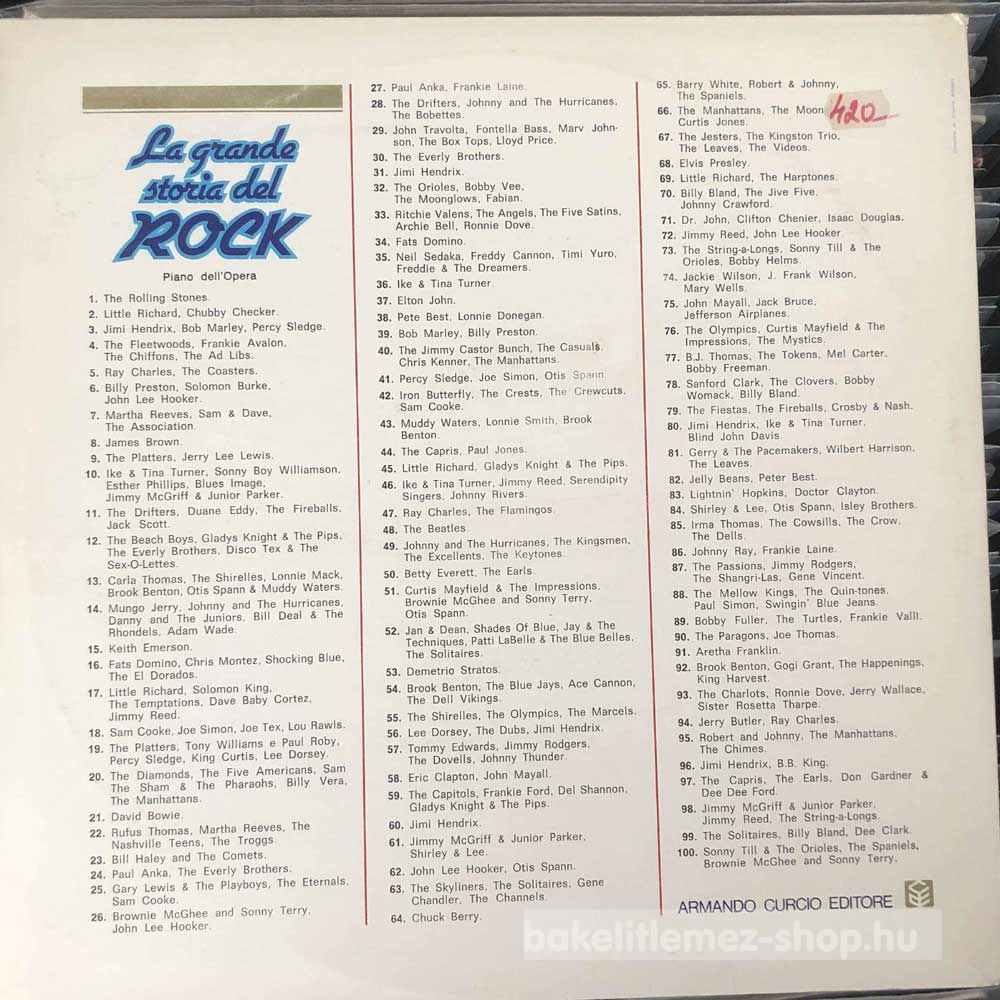 La grande
storia del
ROCK
Piano dell'Opera
1. The Rolling Stones.
2. Little Richard, Chubby Checker.
3. Jimi Hendrix, Bob Marley, Percy Sledge.
4. The Fleetwoods, Frankie Avalon,
The Chiffons, The Ad Libs.
5. Ray Charles, The Coasters.
6. Billy Preston, Solomon Burke,
John Lee Hooker.
7. Martha Reeves, Sam & Dave,
The Association.
8. James Brown.
9. The Platters, Jerry Lee Lewis.
10. Ike & Tina Turner, Sonny Boy Williamson,
Esther Phillips, Blues Image,
Jimmy McGriff & Junior Parker.
11. The Drifters, Duane Eddy, The Fireballs,
Jack Scott.
12. The Beach Boys, Gladys Knight & The Pips,
The Everly Brothers, Disco Tex & The
Sex-O-Lettes.
13. Carla Thomas, The Shirelles, Lonnie Mack,
Brook Benton, Otis Spann & Muddy Waters.
14. Mungo Jerry, Johnny and The Hurricanes,
Danny and The Juniors, Bill Deal & The
Rhondels, Adam Wade.
15. Keith Emerson.
16. Fats Domino, Chris Montez, Shocking Blue,
The El Dorados.
17. Little Richard, Solomon King,
The Temptations, Dave Baby Cortez,
Jimmy Reed.
18. Sam Cooke, Joe Simon, Joe Tex, Lou Rawls.
19. The Platters, Tony Williams e Paul Roby,
Percy Sledge, King Curtis, Lee Dorsey.
20. The Diamonds, The Five Americans, Sam
The Sham & The Pharaohs, Billy Vera,
The Manhattans.
21. David Bowie.
22. Rufus Thomas, Martha Reeves, The
Nashville Teens, The Troggs.
23. Bill Haley and The Comets.
24. Paul Anka, The Everly Brothers.
25. Gary Lewis & The Playboys, The Eternals,
Sam Cooke.
26. Brownie McGhee and Sonny Terry,
John Lee Hooker.
27. Paul Anka, Frankie Laine.
28. The Drifters, Johnny and The Hurricanes,
The Bobettes.
29. John Travolta, Fontella Bass, Marv John-
son, The Box Tops, Lloyd Price.
30. The Everly Brothers.
31. Jimi Hendrix.
32. The Orioles, Bobby Vee,
The Moonglows, Fabian.
33. Ritchie Valens, The Angels, The Five Satins,
Archie Bell, Ronnie Dove.
34. Fats Domino.
35. Neil Sedaka, Freddy Cannon, Timi Yuro,
Freddie & The Dreamers.
36. Ike & Tina Turner.
37. Elton John.
38. Pete Best, Lonnie Donegan.
39. Bob Marley, Billy Preston.
40. The Jimmy Castor Bunch, The Casuals,
Chris Kenner, The Manhattans.
41. Percy Sledge, Joe Simon, Otis Spann.
42. Iron Butterfly, The Crests, The Crewcuts,
Sam Cooke.
43. Muddy Waters, Lonnie Smith, Brook
Benton.
44. The Capris, Paul Jones.
45. Little Richard, Gladys Knight & The Pips.
46. Ike & Tina Turner, Jimmy Reed, Serendipity
Singers, Johnny Rivers.
47. Ray Charles, The Flamingos.
48. The Beatles.
49. Johnny and The Hurricanes, The Kingsmen,
The Excellents, The Keytones.
50. Betty Everett, The Earls.
51. Curtis Mayfield & The Impressions,
Brownie McGhee and Sonny Terry,
Otis Spann.
52. Jan & Dean, Shades Of Blue, Jay & The
Techniques, Patti LaBelle & The Blue Belles,
The Solitaires.
53. Demetrio Stratos.
54. Brook Benton, The Blue Jays, Ace Cannon,
The Dell Vikings.
55. The Shirelles, The Olympics, The Marcels.
56. Lee Dorsey, The Dubs, Jimi Hendrix.
57. Tommy Edwards, Jimmy Rodgers,
The Dovells, Johnny Thunder.
58. Eric Clapton, John Mayall.
59. The Capitols, Frankie Ford, Del Shannon,
Gladys Knight & The Pips.
60. Jimi Hendrix.
61. Jimmy McGriff & Junior Parker,
Shirley & Lee.
62. John Lee Hooker, Otis Spann.
63. The Skyliners, The Solitaires, Gene
Chandler, The Channels.
64. Chuck Berry.
65. Barry White, Robert & Johnny,
The Spaniels.
66. The Manhattans, The Moon
Curtis Jones.
420
67. The Jesters, The Kingston Trio,
The Leaves, The Videos.
68. Elvis Presley.
69. Little Richard, The Harptones.
70. Billy Bland, The Jive Five,
Johnny Crawford.
71. Dr. John, Clifton Chenier, Isaac Douglas.
72. Jimmy Reed, John Lee Hooker.
73. The String-a-Longs, Sonny Till & The
Orioles, Bobby Helms.
74. Jackie Wilson, J. Frank Wilson,
Mary Wells.
75. John Mayall, Jack Bruce,
Jefferson Airplanes.
76. The Olympics, Curtis Mayfield & The
Impressions, The Mystics.
77. B.J. Thomas, The Tokens, Mel Carter,
Bobby Freeman.
78. Sanford Clark, The Clovers, Bobby
Womack, Billy Bland.
79. The Fiestas, The Fireballs, Crosby & Nash.
80. Jimi Hendrix, Ike & Tina Turner,
Blind John Davis.
81. Gerry & The Pacemakers, Wilbert Harrison,
The Leaves.
82. Jelly Beans, Peter Best.
83. Lightnin' Hopkins, Doctor Clayton.
84. Shirley & Lee, Otis Spann, Isley Brothers.
85. Irma Thomas, The Cowsills, The Crow,
The Dells.
86. Johnny Ray, Frankie Laine.
87. The Passions, Jimmy Rodgers,
The Shangri-Las, Gene Vincent.
88. The Mellow Kings, The Quin-tones,
Paul Simon, Swingin' Blue Jeans.
89. Bobby Fuller, The Turtles, Frankie Valli.
90. The Paragons, Joe Thomas.
91. Aretha Franklin.
92. Brook Benton, Gogi Grant, The Happenings,
King Harvest.
93. The Charlots, Ronnie Dove, Jerry Wallace,
Sister Rosetta Tharpe.
94. Jerry Butler, Ray Charles.
95. Robert and Johnny, The Manhattans,
The Chimes.
96. Jimi Hendrix, B.B. King.
97. The Capris, The Earls, Don Gardner &
Dee Dee Ford.
98. Jimmy McGriff & Junior Parker,
Jimmy Reed, The String-a-Longs.
99. The Solitaires, Billy Bland, Dee Clark.
100. Sonny Till & The Orioles, The Spaniels,
Brownie McGhee and Sonny Terry.
ARMANDO CURCIO EDITORE
bakelitlemez-shop.hu